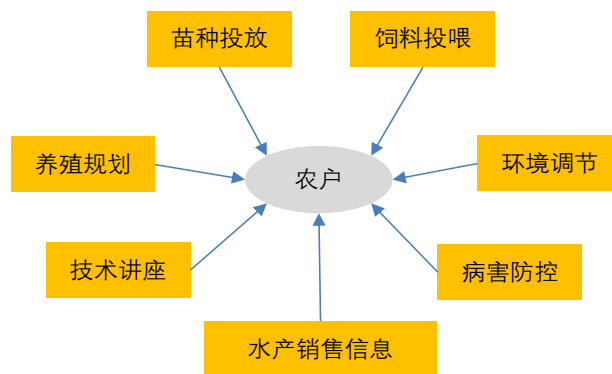 苗种投放
饲料投喂
养殖规划
农户
环境调节
技术讲座
病害防控
水产销售信息